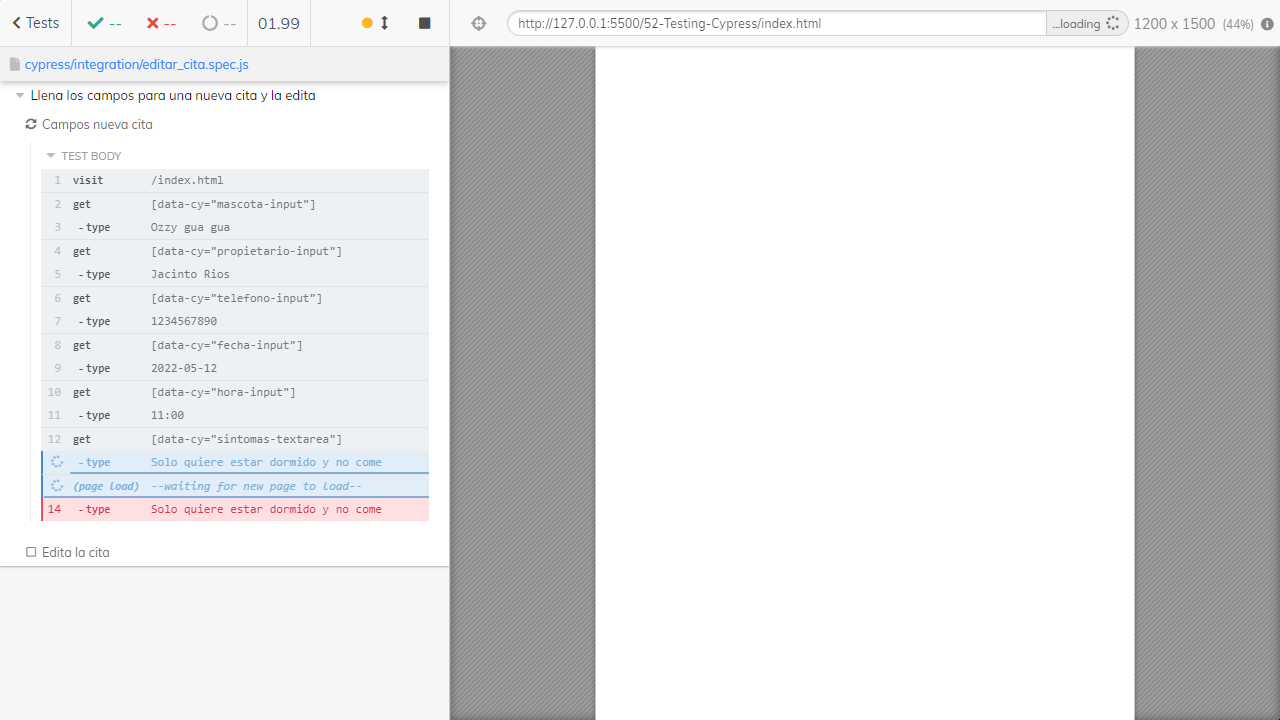 Tests -- -- -- 01.99
http://127.0.0.1:5500/52-Testing-Cypress/index.html ...loading 1200 x 1500 (44%)
cypress/integration/editar_cita.spec.js
Llena los campos para una nueva cita y la edita
Campos nueva cita
TEST BODY
1 visit /index.html
2 get [data-cy="mascota-input"]
3 -type Ozzy gua gua
4 get [data-cy="propietario-input"]
5 -type Jacinto Rios
6 get [data-cy="telefono-input"]
7 -type 1234567890
8 get [data-cy="fecha-input"]
9 -type 2022-05-12
10 get [data-cy="hora-input"]
11 -type 11:00
12 get [data-cy="sintomas-textarea"]
-type Solo quiere estar dormido y no come
(page load) --waiting for new page to load--
14 -type Solo quiere estar dormido y no come
Edita la cita